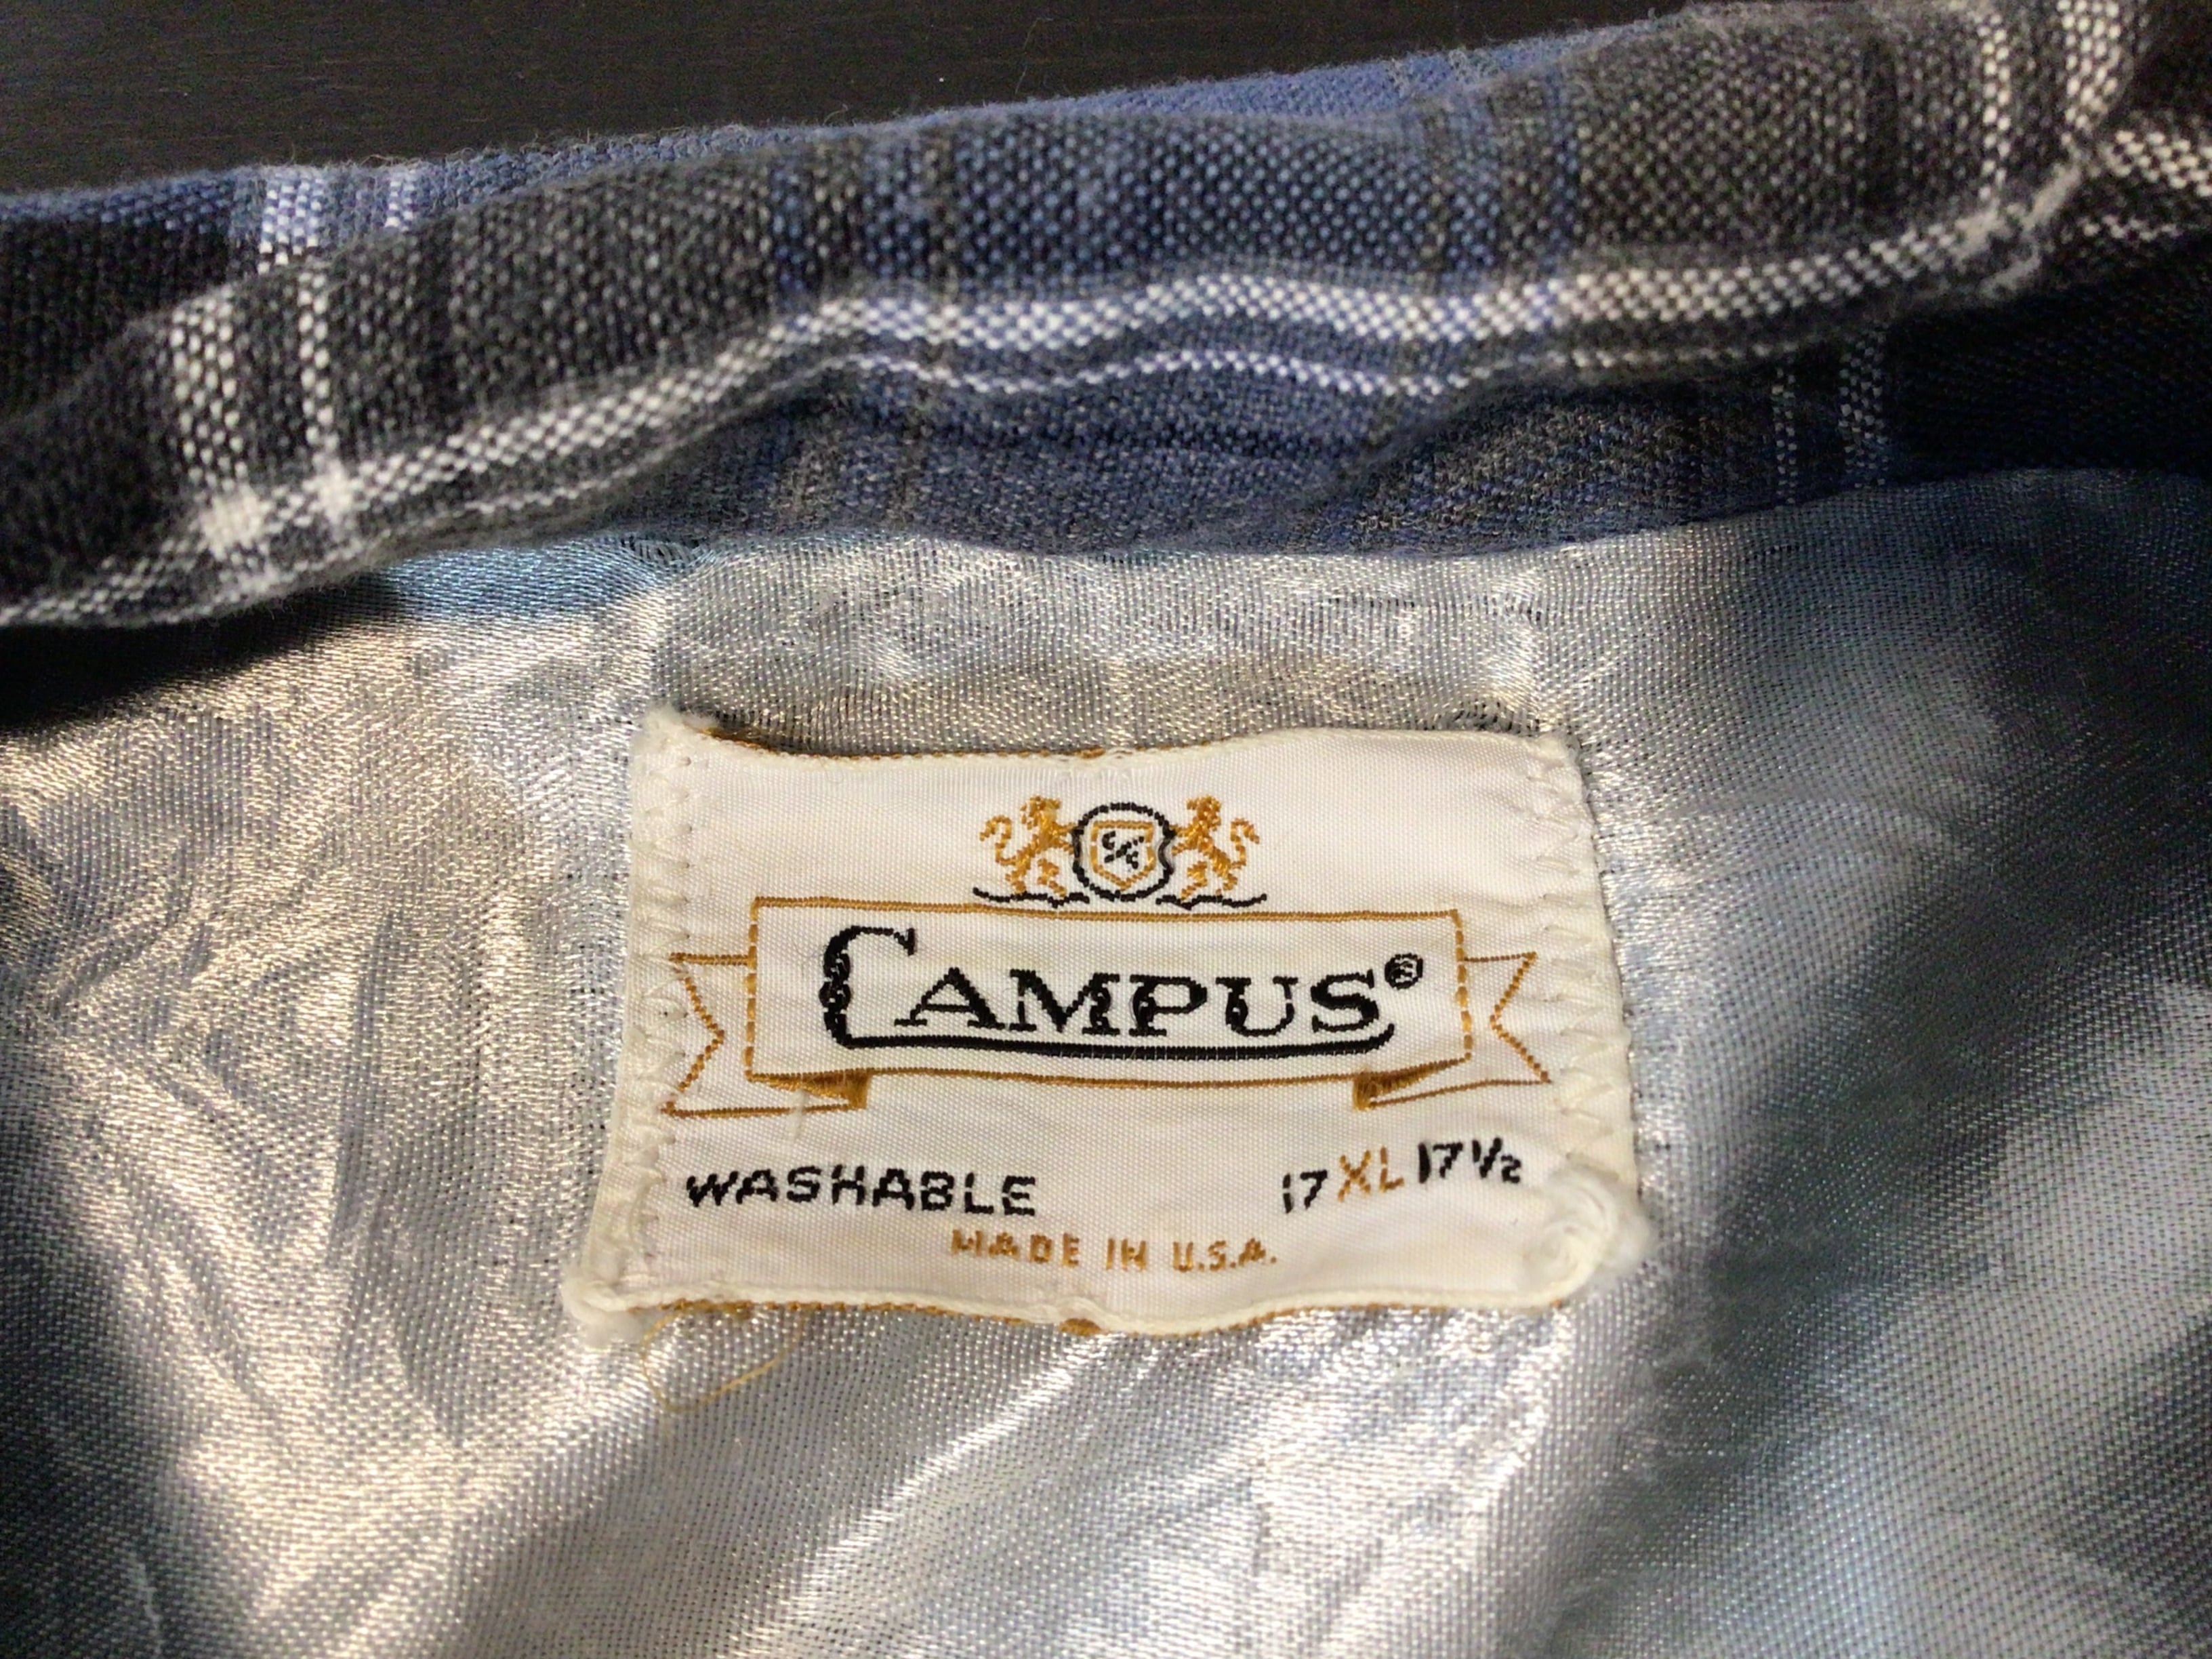 CAMPUS®
WASHABLE 17 XL 17½
MADE IN U.S.A.